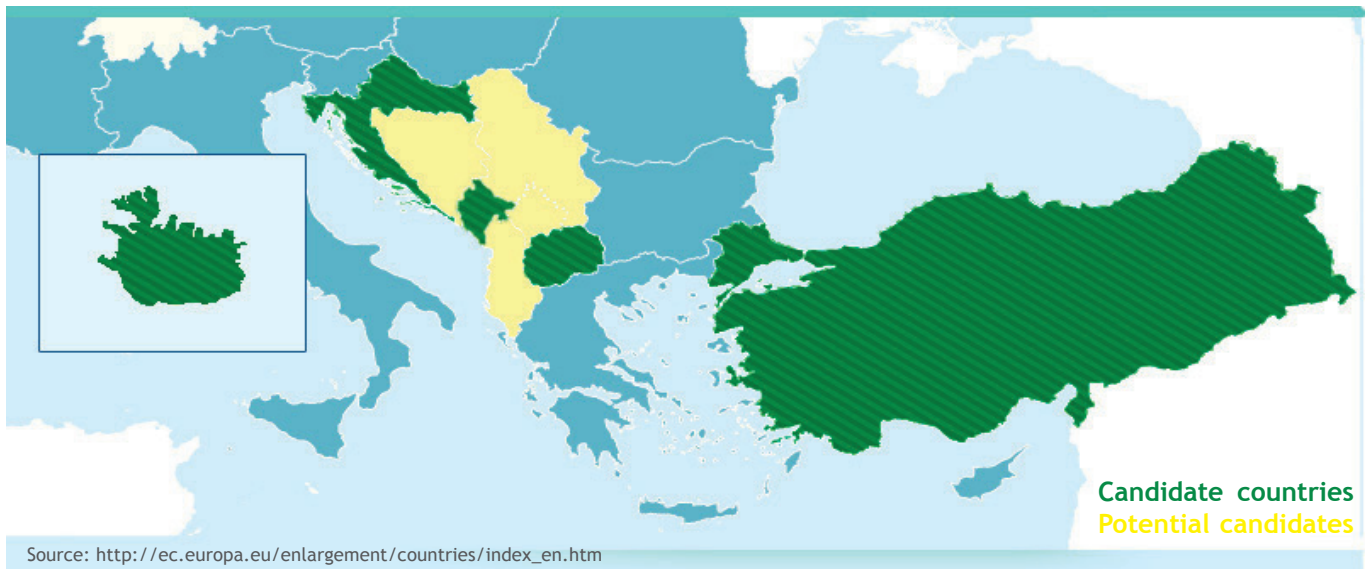 Candidate countries
Potential candidates
Source: http://ec.europa.eu/enlargement/countries/index_en.htm